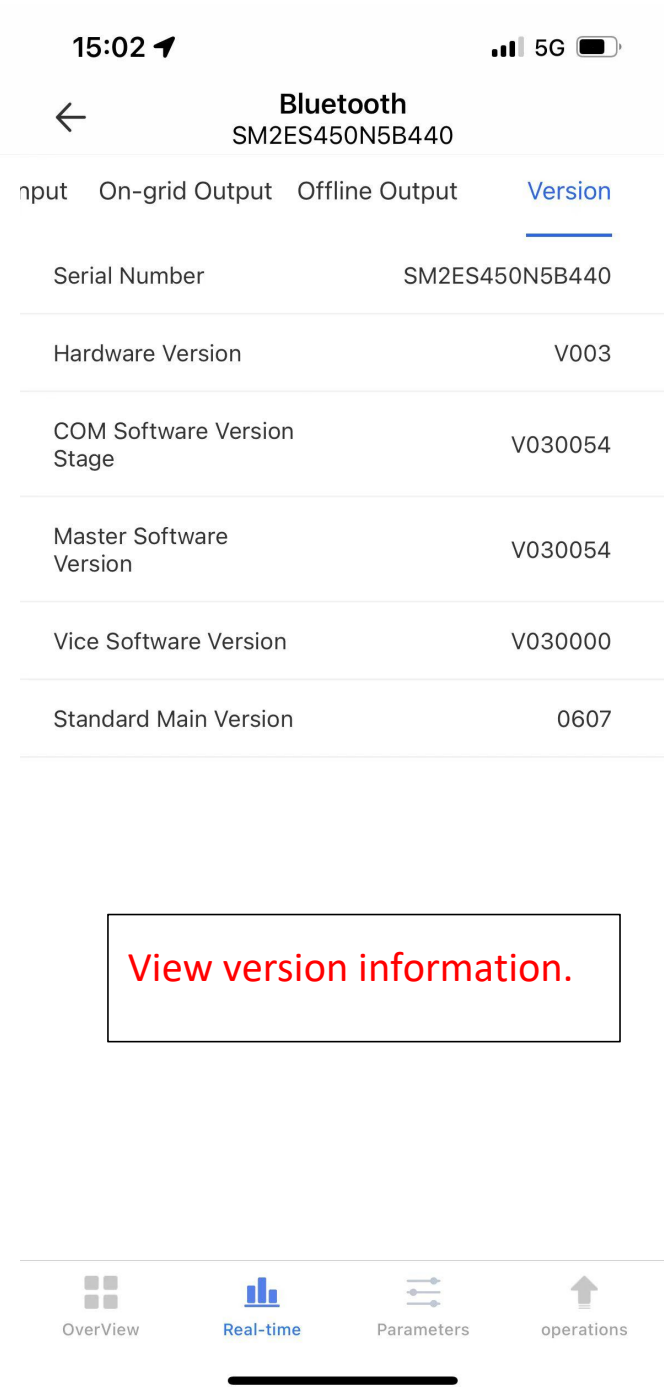 15:02
5G
Bluetooth
SM2ES450N5B440
nput On-grid Output Offline Output Version
Serial Number SM2ES450N5B440
Hardware Version V003
COM Software Version
Stage V030054
Master Software
Version V030054
Vice Software Version V030000
Standard Main Version 0607
View version information.
OverView Real-time Parameters operations